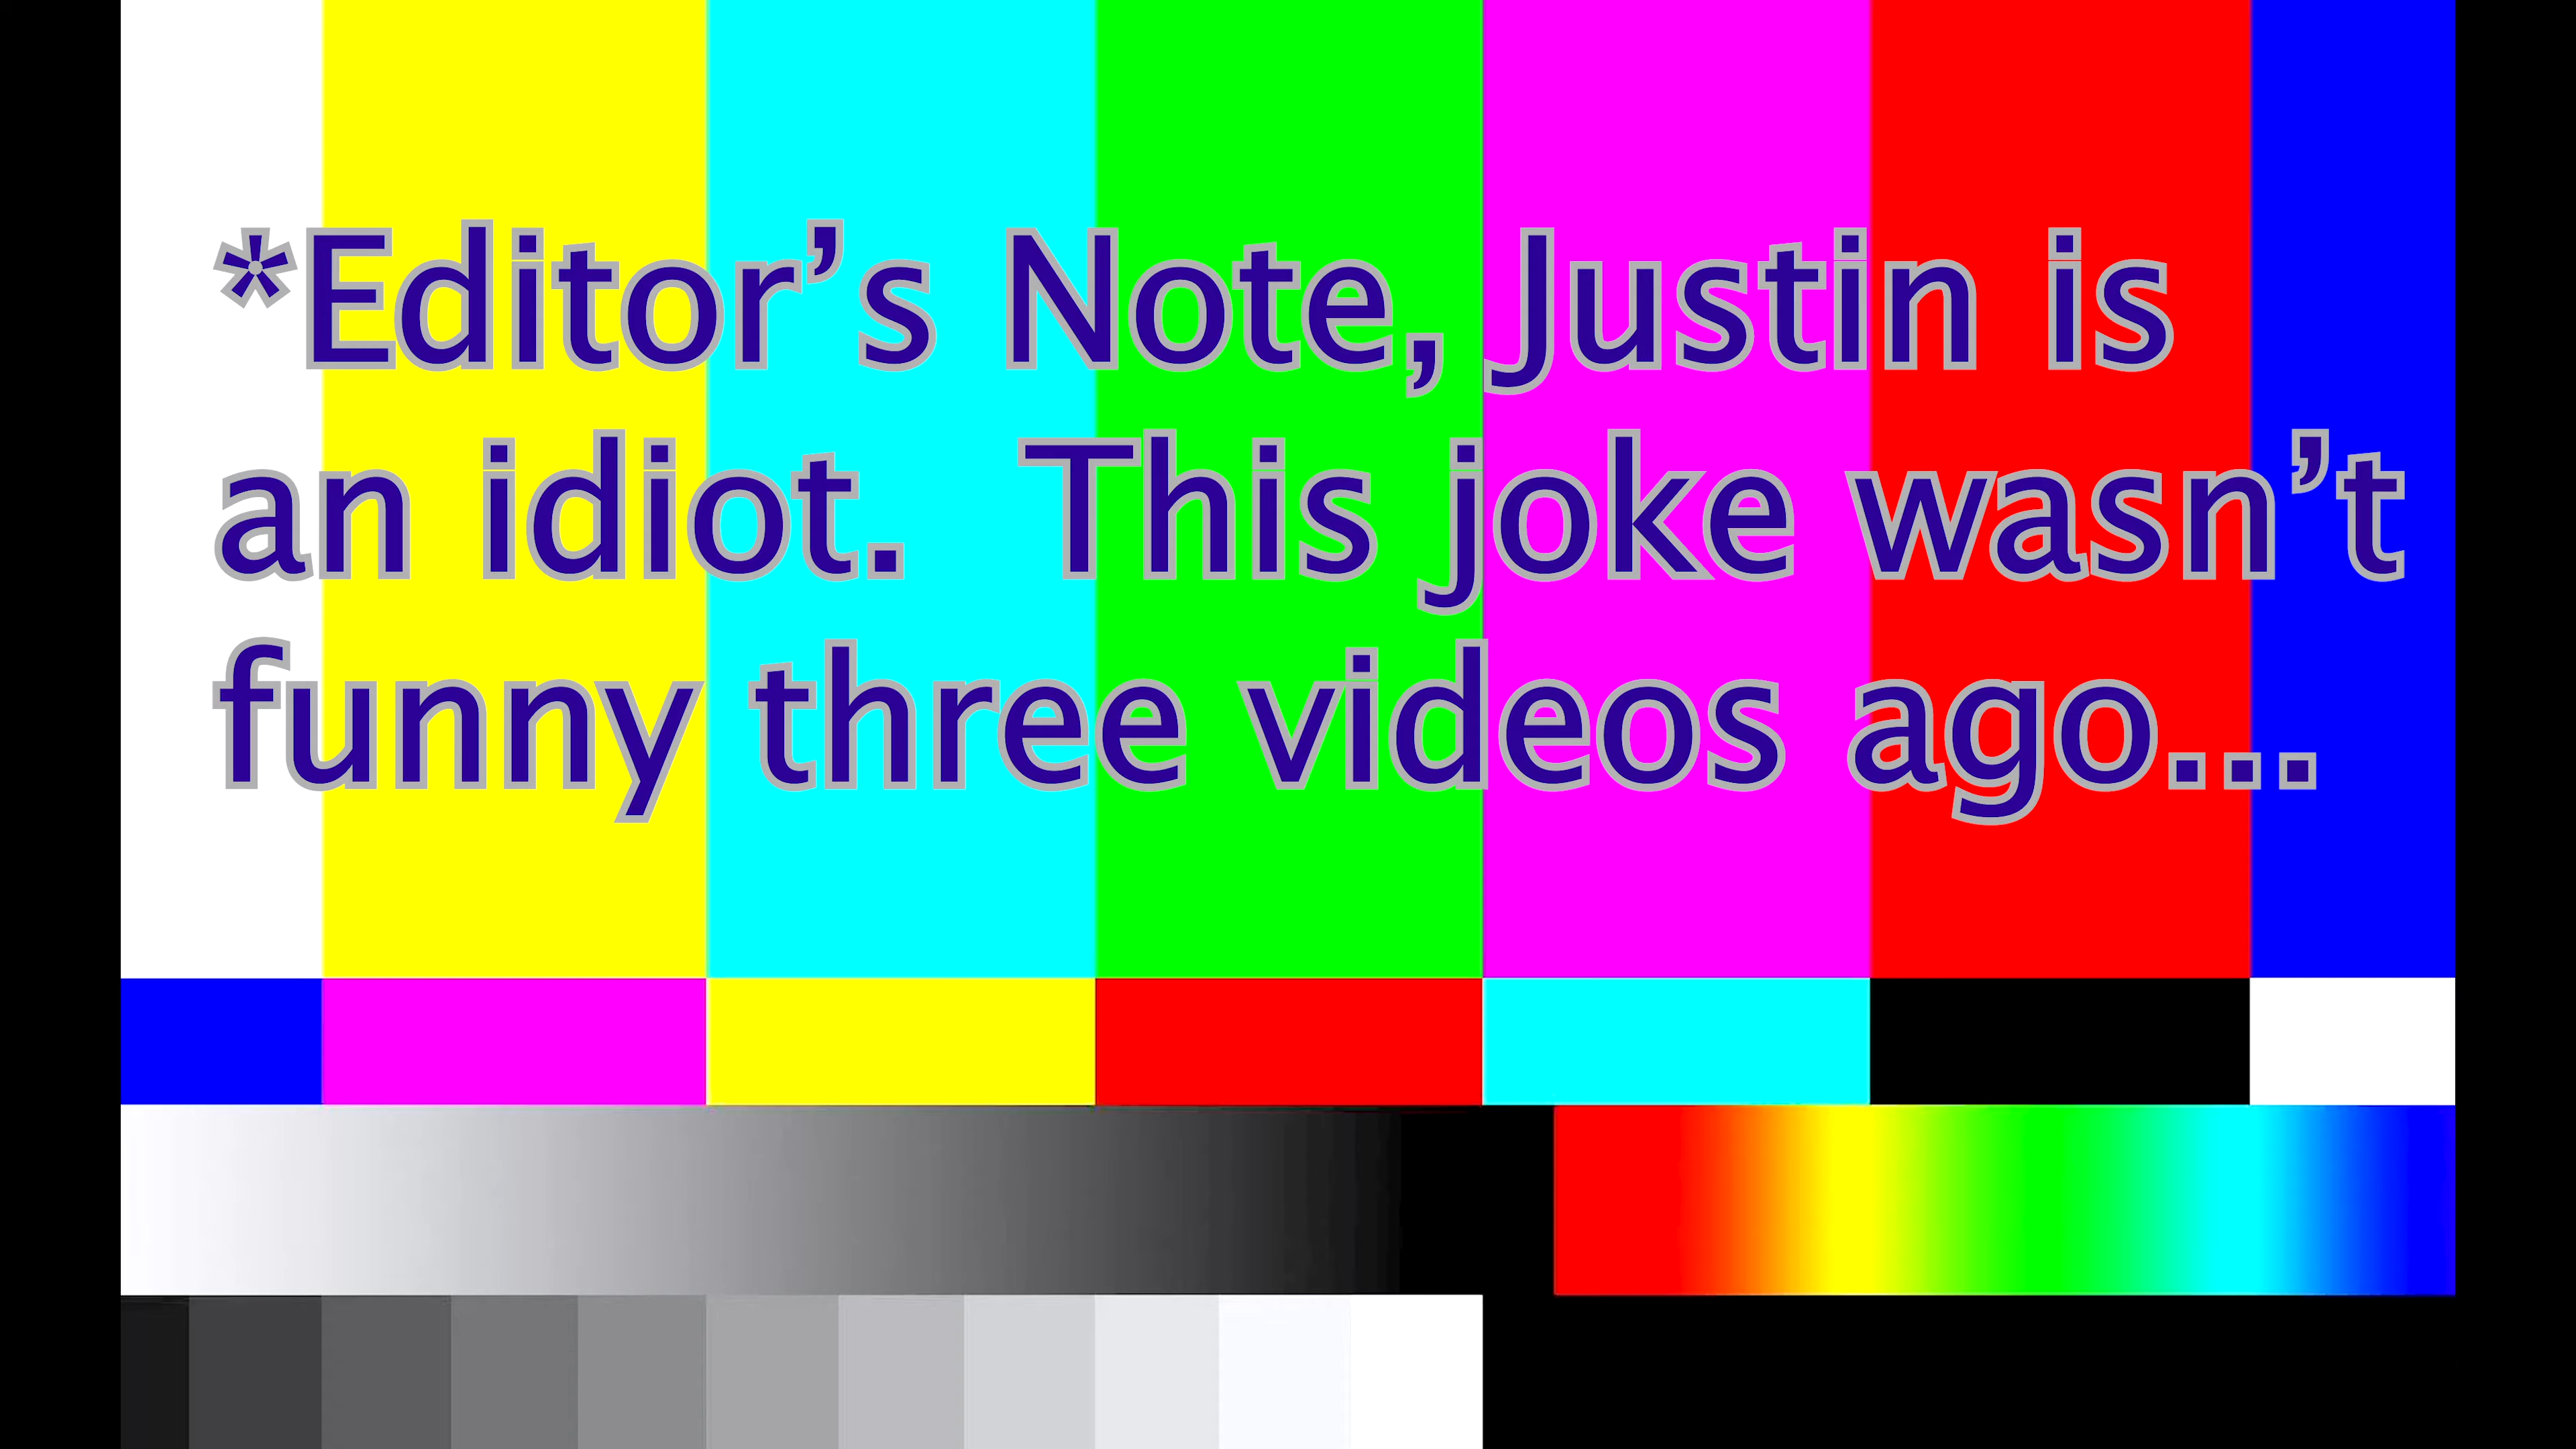 *Editor’s Note, Justin is
an idiot.  This joke wasn’t
funny three videos ago...